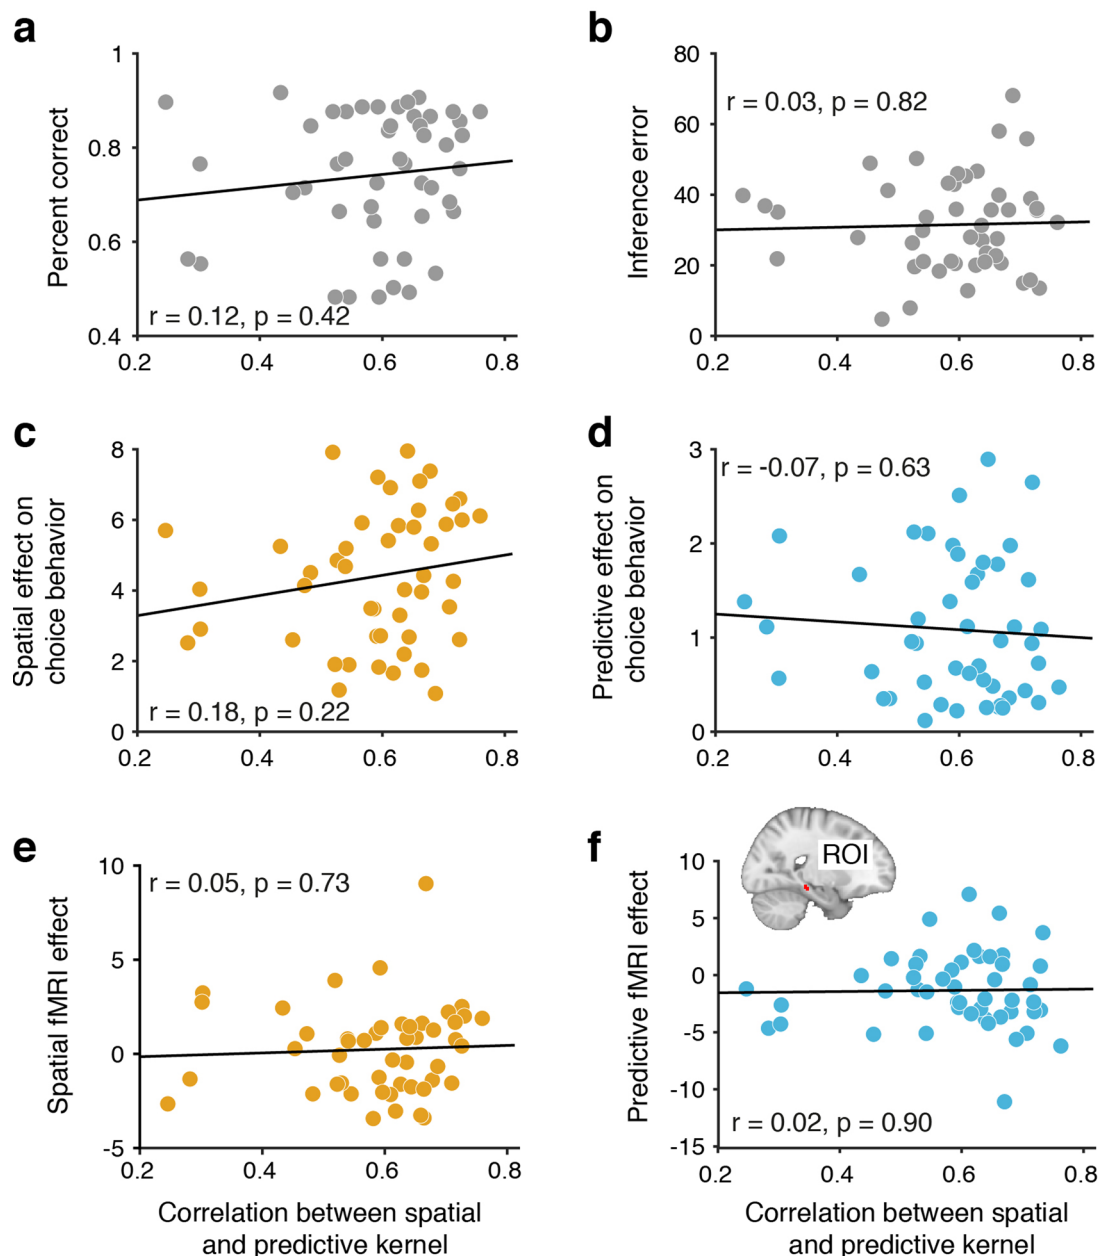 a
Percent correct
1
0.8
0.6
0.4
r = 0.12, p = 0.42
0.2
0.4
0.6
0.8
b
Inference error
80
60
40
20
0
r = 0.03, p = 0.82
0.2
0.4
0.6
0.8
c
Spatial effect on
choice behavior
8
6
4
2
0
r = 0.18, p = 0.22
0.2
0.4
0.6
0.8
d
Predictive effect on
choice behavior
3
2
1
0
r = -0.07, p = 0.63
0.2
0.4
0.6
0.8
e
Spatial fMRI effect
10
5
0
-5
r = 0.05, p = 0.73
0.2
0.4
0.6
0.8
Correlation between spatial
and predictive kernel
f
Predictive fMRI effect
10
5
0
-5
-10
-15
ROI
r = 0.02, p = 0.90
0.2
0.4
0.6
0.8
Correlation between spatial
and predictive kernel